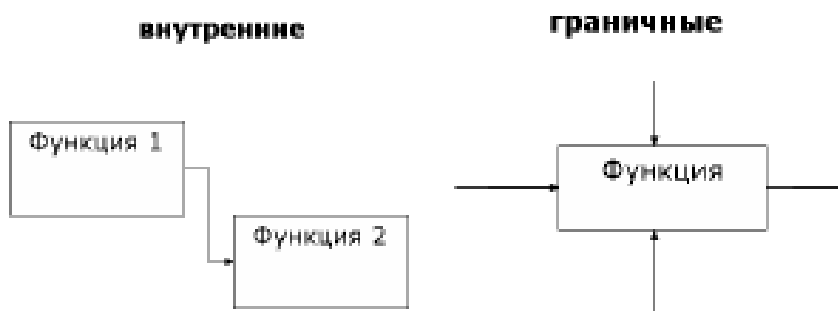 внутренние
граничные
Функция 1
Функция
Функция 2